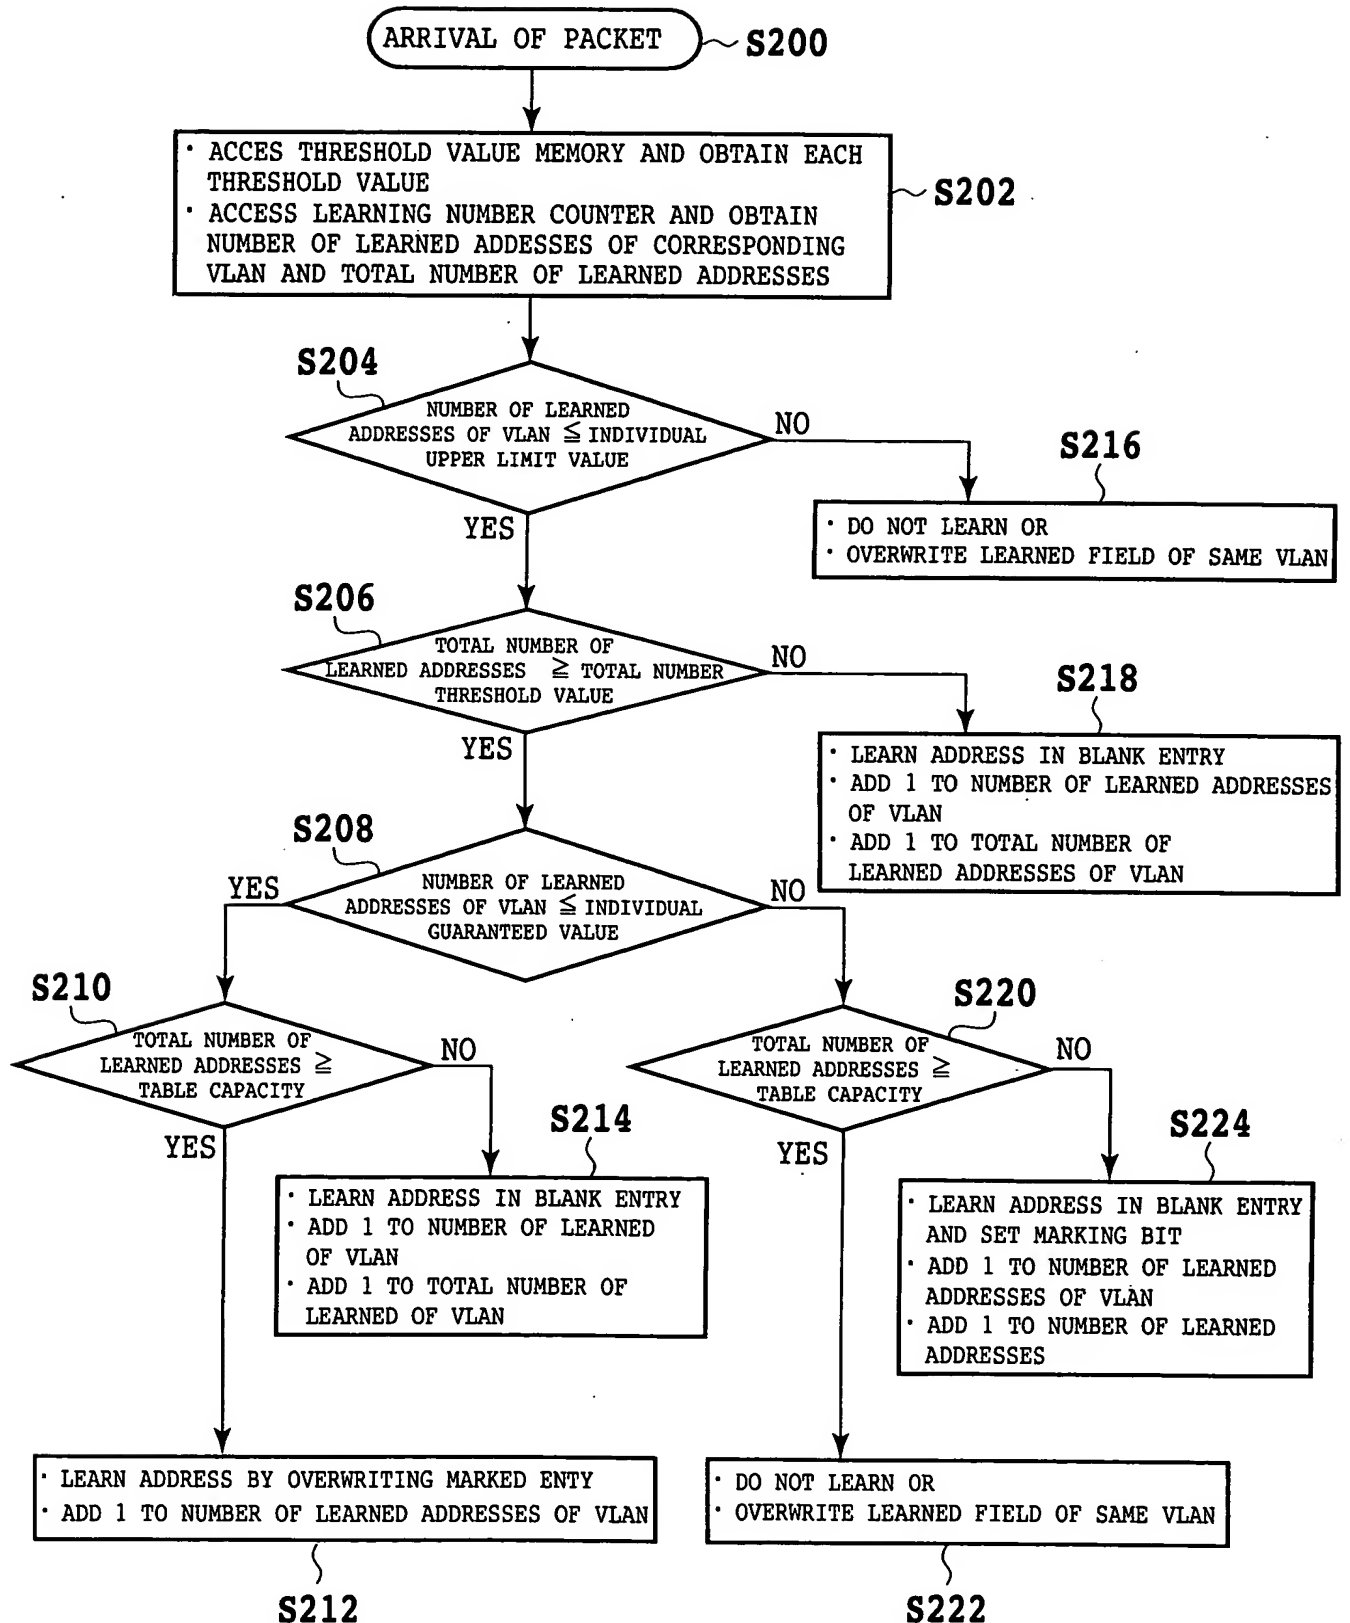 ARRIVAL OF PACKET
S200
· ACCES THRESHOLD VALUE MEMORY AND OBTAIN EACH
THRESHOLD VALUE
· ACCESS LEARNING NUMBER COUNTER AND OBTAIN
NUMBER OF LEARNED ADDESSES OF CORRESPONDING
VLAN AND TOTAL NUMBER OF LEARNED ADDRESSES
S202
S204
NUMBER OF LEARNED
ADDRESSES OF VLAN ≦ INDIVIDUAL
UPPER LIMIT VALUE
NO
YES
S216
· DO NOT LEARN OR
· OVERWRITE LEARNED FIELD OF SAME VLAN
S206
TOTAL NUMBER OF
LEARNED ADDRESSES ≧ TOTAL NUMBER
THRESHOLD VALUE
NO
YES
S218
· LEARN ADDRESS IN BLANK ENTRY
· ADD 1 TO NUMBER OF LEARNED ADDRESSES
OF VLAN
· ADD 1 TO TOTAL NUMBER OF
LEARNED ADDRESSES OF VLAN
S208
NUMBER OF LEARNED
ADDRESSES OF VLAN ≦ INDIVIDUAL
GUARANTEED VALUE
YES
NO
S210
TOTAL NUMBER OF
LEARNED ADDRESSES ≧
TABLE CAPACITY
NO
YES
S220
TOTAL NUMBER OF
LEARNED ADDRESSES ≧
TABLE CAPACITY
NO
YES
S214
· LEARN ADDRESS IN BLANK ENTRY
· ADD 1 TO NUMBER OF LEARNED
OF VLAN
· ADD 1 TO TOTAL NUMBER OF
LEARNED OF VLAN
S224
· LEARN ADDRESS IN BLANK ENTRY
AND SET MARKING BIT
· ADD 1 TO NUMBER OF LEARNED
ADDRESSES OF VLAN
· ADD 1 TO NUMBER OF LEARNED
ADDRESSES
· LEARN ADDRESS BY OVERWRITING MARKED ENTY
· ADD 1 TO NUMBER OF LEARNED ADDRESSES OF VLAN
S212
· DO NOT LEARN OR
· OVERWRITE LEARNED FIELD OF SAME VLAN
S222